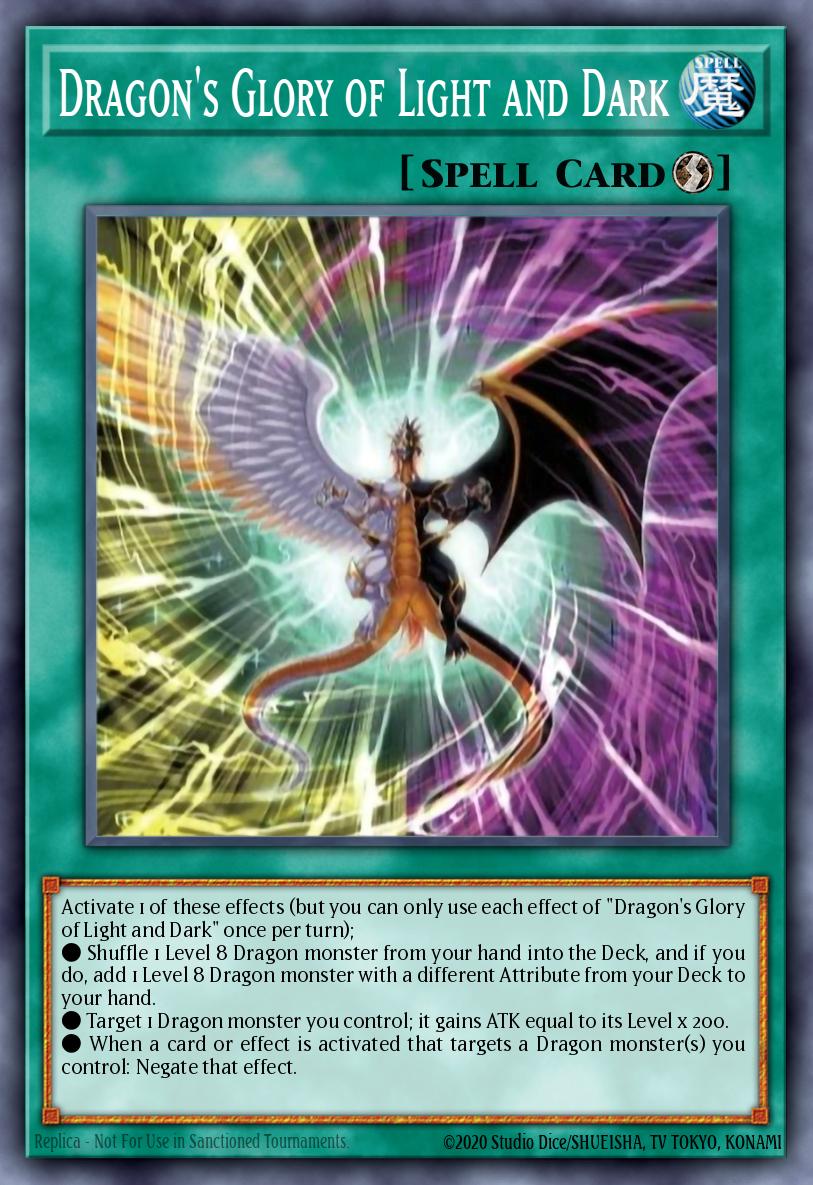 Dragon's Glory of Light and Dark
SPELL
魔
[Spell Card]
Activate 1 of these effects (but you can only use each effect of "Dragon's Glory
of Light and Dark" once per turn);
● Shuffle 1 Level 8 Dragon monster from your hand into the Deck, and if you
do, add 1 Level 8 Dragon monster with a different Attribute from your Deck to
your hand.
● Target 1 Dragon monster you control; it gains ATK equal to its Level x 200.
● When a card or effect is activated that targets a Dragon monster(s) you
control: Negate that effect.
Replica - Not For Use in Sanctioned Tournaments.
©2020 Studio Dice/SHUEISHA, TV TOKYO, KONAMI